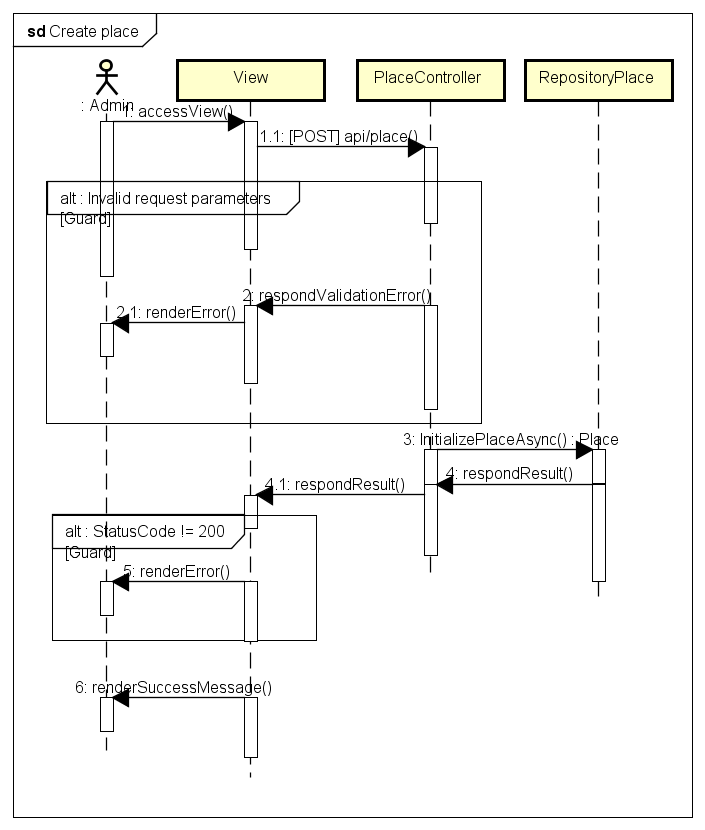 sd Create place
View
PlaceController
RepositoryPlace
: Admin
1: accessView()
1.1: [POST] api/place()
alt : Invalid request parameters
[Guard]
2: respondValidationError()
2.1: renderError()
3: InitializePlaceAsync() : Place
4: respondResult()
4.1: respondResult()
alt : StatusCode != 200
[Guard]
5: renderError()
6: renderSuccessMessage()